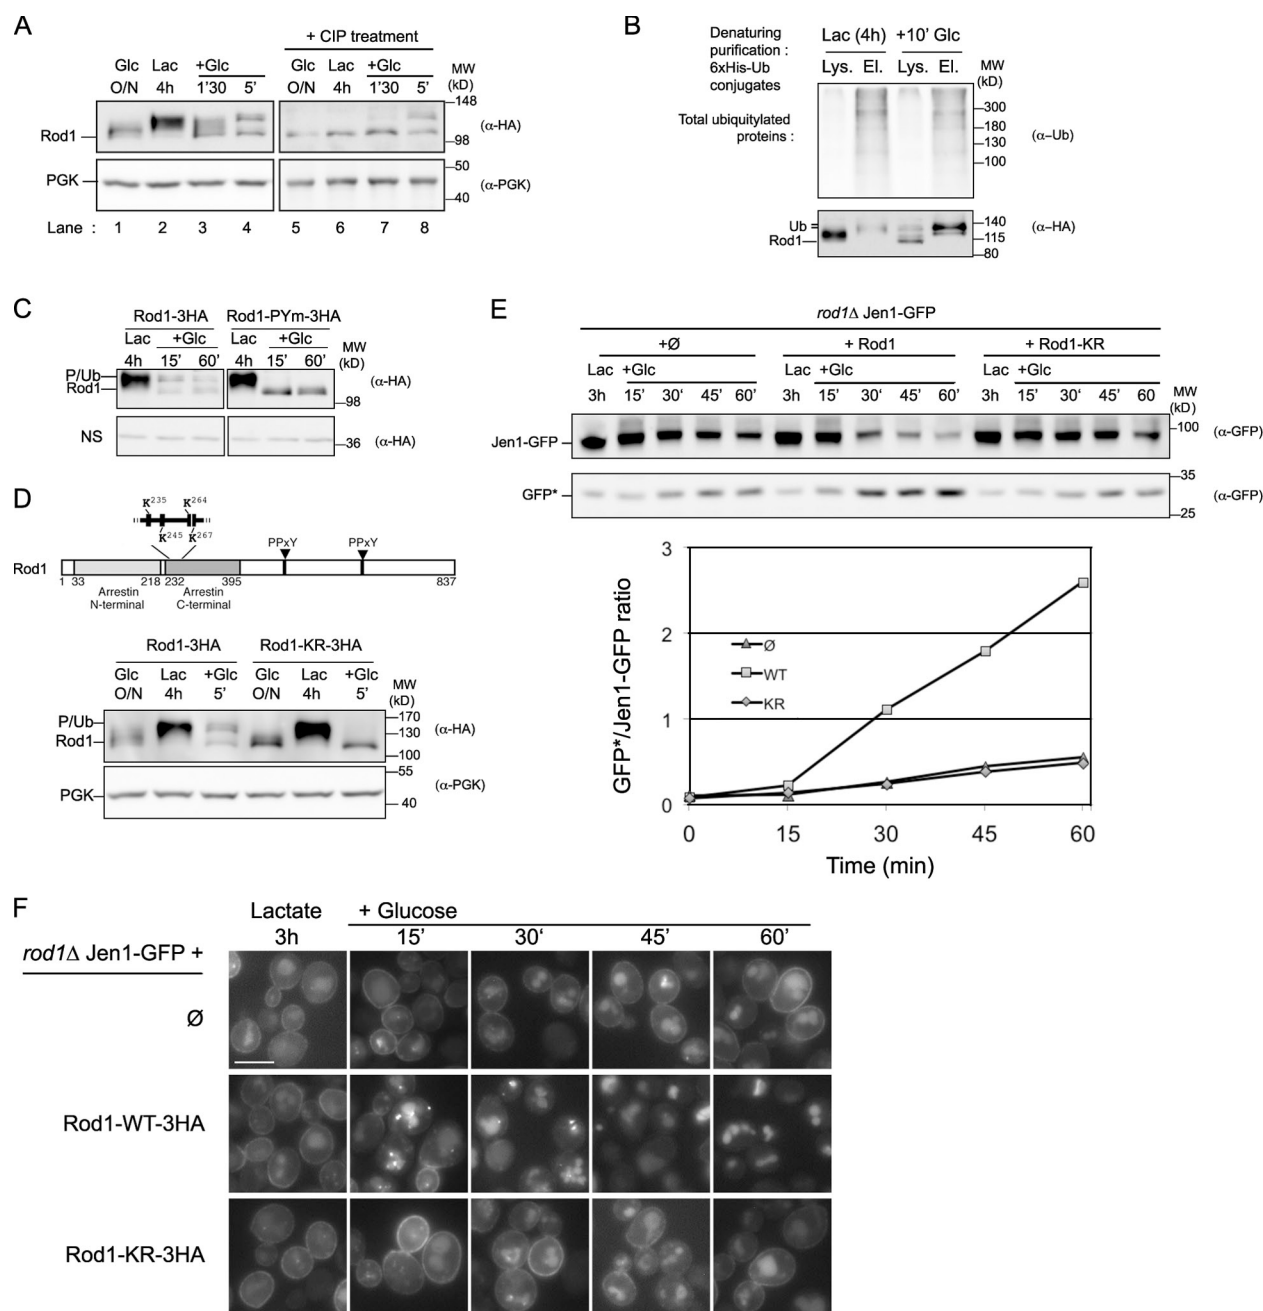 A
+ CIP treatment
Glc Lac +Glc Glc Lac +Glc MW
O/N 4h 1'30 5' O/N 4h 1'30 5' (kD)
148
Rod1 (α-HA)
98
50
PGK (α-PGK)
40
Lane : 1 2 3 4 5 6 7 8
B
Denaturing purification : 6xHis-Ub conjugates
Lac (4h) +10' Glc
Lys. El. Lys. El. MW (kD)
300
Total ubiquitylated proteins :
180
130 (α–Ub)
100
Ub 140
Rod1 115 (α–HA)
80
C
Rod1-3HA Rod1-PYm-3HA
Lac +Glc Lac +Glc MW
4h 15' 60' 4h 15' 60' (kD)
P/Ub
Rod1 (α-HA)
98
NS 36 (α-HA)
D
K235 K264
K245 K267
PPxY PPxY
Rod1
1 33 218 232 395 837
Arrestin N-terminal
Arrestin C-terminal
Rod1-3HA Rod1-KR-3HA
Glc Lac +Glc Glc Lac +Glc MW
O/N 4h 5' O/N 4h 5' (kD)
170
P/Ub 130 (α-HA)
Rod1
100
55
PGK (α-PGK)
40
E
rod1Δ Jen1-GFP
+Ø + Rod1 + Rod1-KR
Lac +Glc Lac +Glc Lac +Glc
3h 15' 30' 45' 60' 3h 15' 30' 45' 60' 3h 15' 30' 45' 60 MW (kD)
100
Jen1-GFP (α-GFP)
35
GFP* (α-GFP)
25
GFP*/Jen1-GFP ratio
3
2
1
0
Ø
WT
KR
0 15 30 45 60
Time (min)
F
Lactate + Glucose
3h 15' 30' 45' 60'
rod1Δ Jen1-GFP +
Ø
Rod1-WT-3HA
Rod1-KR-3HA